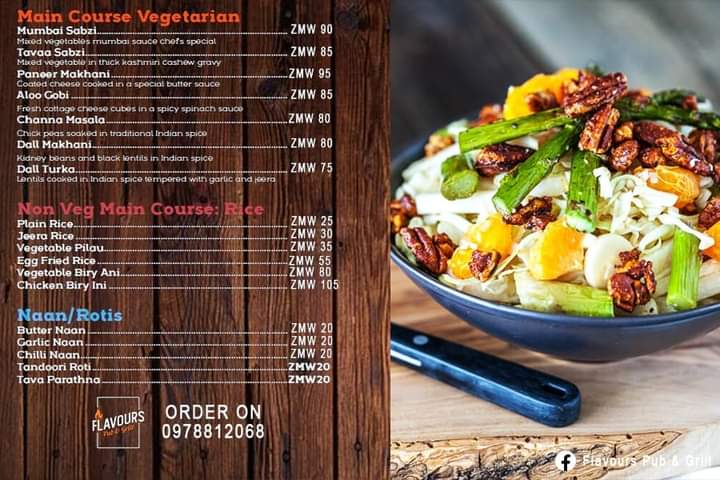 Main Course Vegetarian
Mumbai Sabzi ZMW 90
Mixed vegetables mumbai sauce chefs special
Tavaa Sabzi ZMW 85
Mixed vegetable in thick kashmiri cashew gravy
Paneer Makhani ZMW 95
Coated cheese cooked in a special butter sauce
Aloo Gobi ZMW 85
Fresh cottage cheese cubes in a spicy spinach sauce
Channa Masala ZMW 80
Chick peas soaked in traditional Indian spice
Dall Makhani ZMW 80
Kidney beans and black lentils in Indian spice
Dall Turka ZMW 75
Lentils cooked in Indian spice tempered with garlic and jeera
Non Veg Main Course: Rice
Plain Rice ZMW 25
Jeera Rice ZMW 30
Vegetable Pilau ZMW 35
Egg Fried Rice ZMW 55
Vegetable Biry Ani ZMW 80
Chicken Biry Ini ZMW 105
Naan/Rotis
Butter Naan ZMW 20
Garlic Naan ZMW 20
Chilli Naan ZMW 20
Tandoori Roti ZMW20
Tava Parathna ZMW20
FLAVOURS
Pub & Grill
ORDER ON
0978812068
f Flavours Pub & Grill